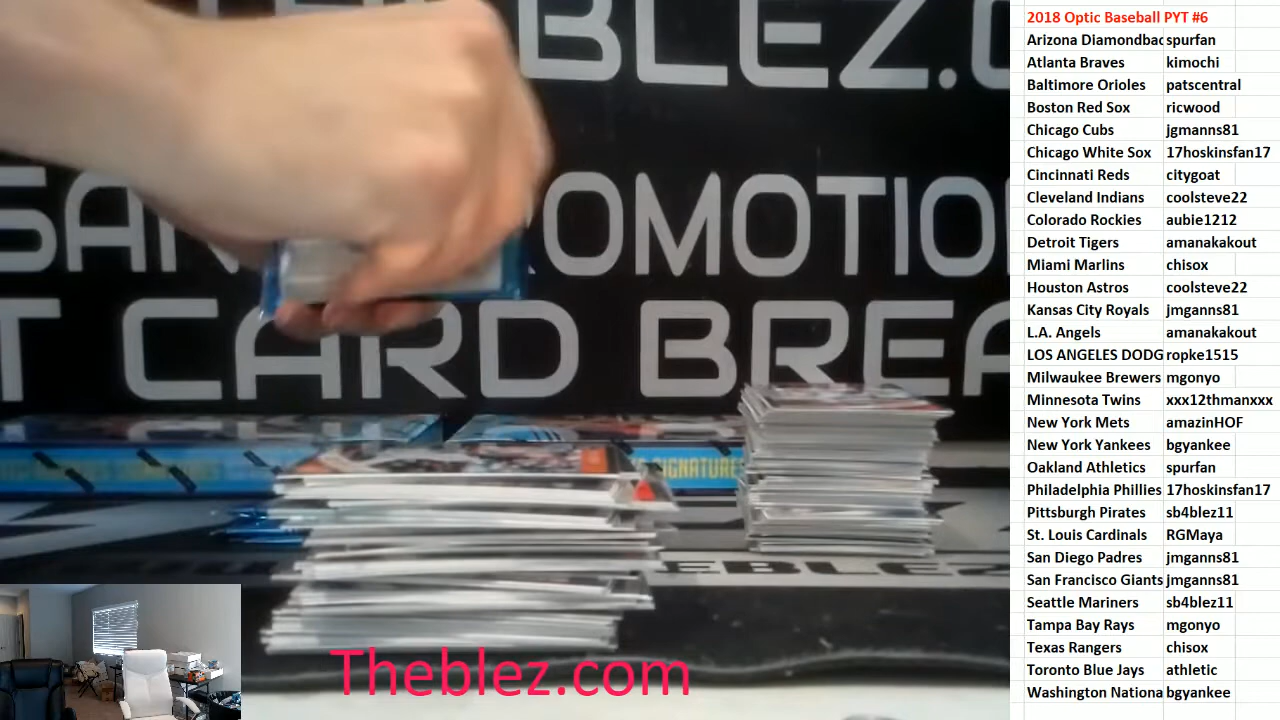 BLEZ.C
SAN OMOTIO
T CARD BREA
SIGNATURES
SIGNATURE
EBLEZ
Theblez.com
2018 Optic Baseball PYT #6
Arizona Diamondbac spurfan
Atlanta Braves kimochi
Baltimore Orioles patscentral
Boston Red Sox ricwood
Chicago Cubs jgmanns81
Chicago White Sox 17hoskinsfan17
Cincinnati Reds citygoat
Cleveland Indians coolsteve22
Colorado Rockies aubie1212
Detroit Tigers amanakakout
Miami Marlins chisox
Houston Astros coolsteve22
Kansas City Royals jmganns81
L.A. Angels amanakakout
LOS ANGELES DODG ropke1515
Milwaukee Brewers mgonyo
Minnesota Twins xxx12thmanxxx
New York Mets amazinHOF
New York Yankees bgyankee
Oakland Athletics spurfan
Philadelphia Phillies 17hoskinsfan17
Pittsburgh Pirates sb4blez11
St. Louis Cardinals RGMaya
San Diego Padres jmganns81
San Francisco Giants jmganns81
Seattle Mariners sb4blez11
Tampa Bay Rays mgonyo
Texas Rangers chisox
Toronto Blue Jays athletic
Washington Nationa bgyankee